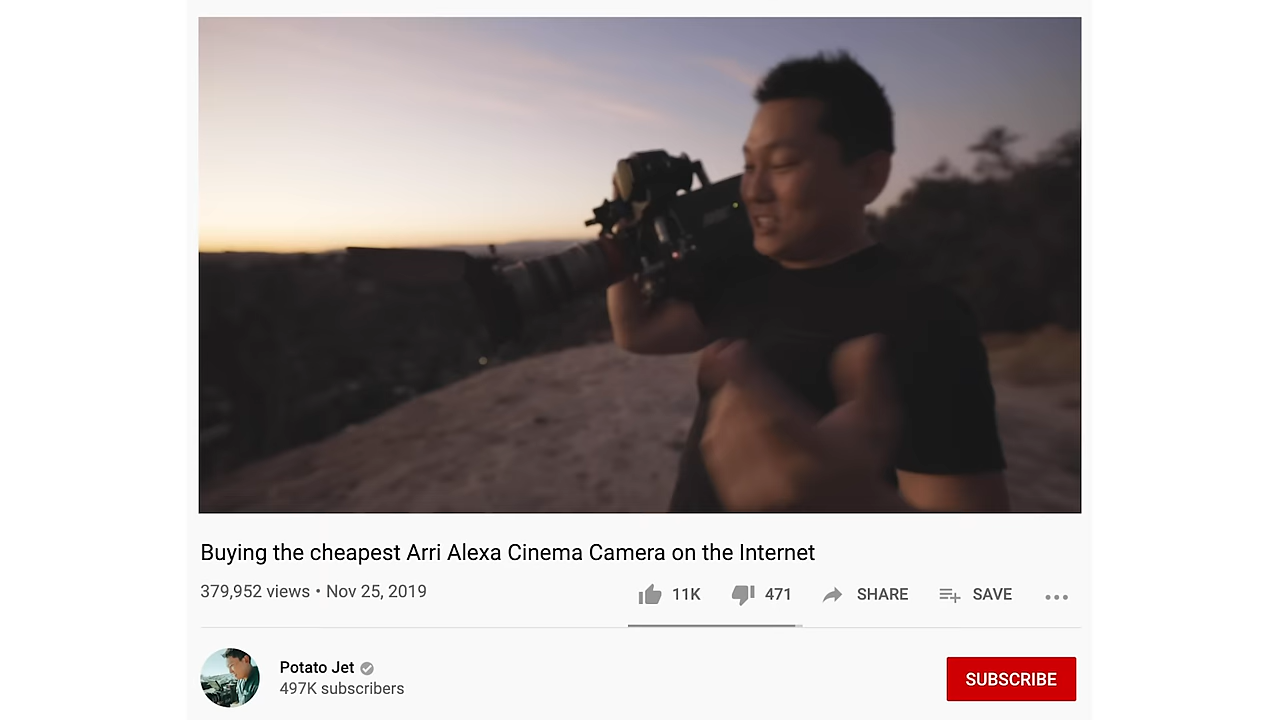 Buying the cheapest Arri Alexa Cinema Camera on the Internet
379,952 views • Nov 25, 2019
11K 471 SHARE SAVE
Potato Jet
497K subscribers
SUBSCRIBE